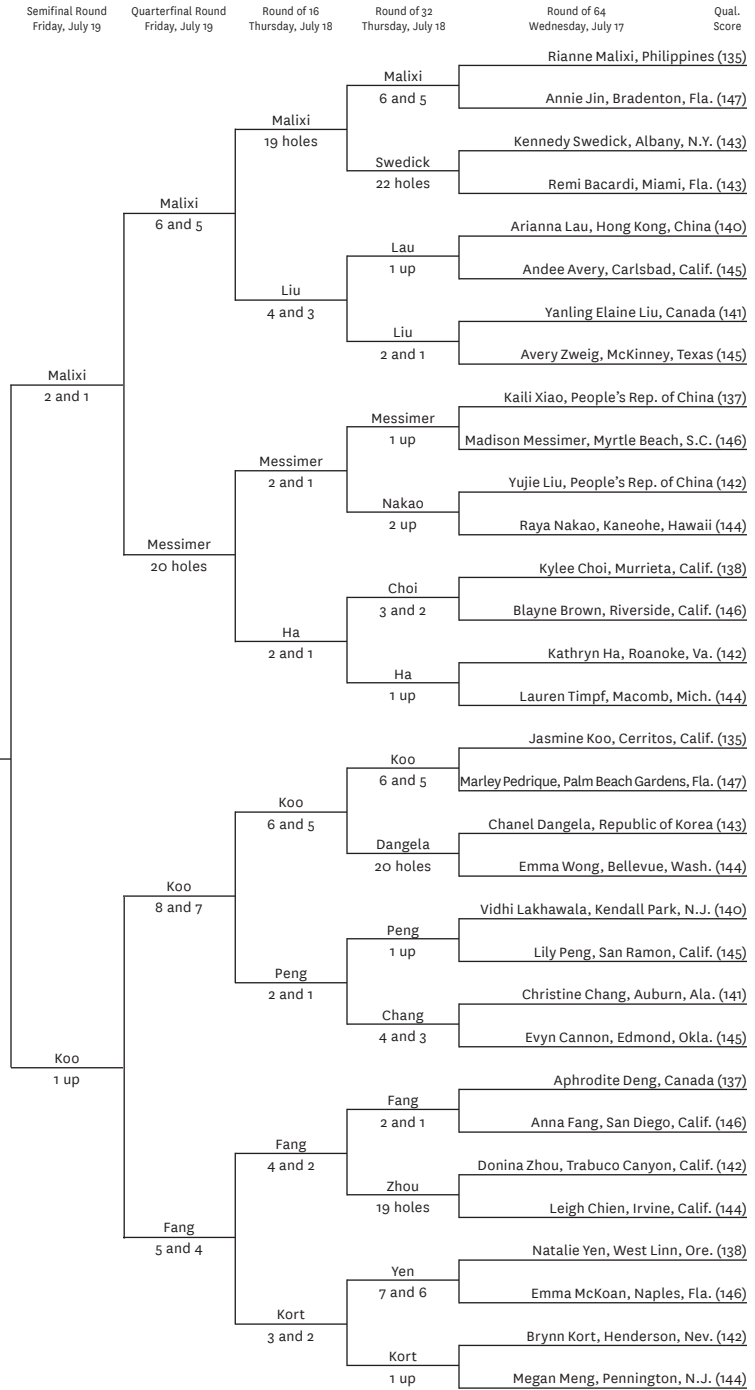 Semifinal Round
Friday, July 19
Quarterfinal Round
Friday, July 19
Round of 16
Thursday, July 18
Round of 32
Thursday, July 18
Round of 64
Wednesday, July 17
Qual.
Score
Rianne Malixi, Philippines (135)
Malixi
6 and 5
Annie Jin, Bradenton, Fla. (147)
Malixi
19 holes
Kennedy Swedick, Albany, N.Y. (143)
Swedick
22 holes
Remi Bacardi, Miami, Fla. (143)
Malixi
6 and 5
Arianna Lau, Hong Kong, China (140)
Lau
1 up
Andee Avery, Carlsbad, Calif. (145)
Liu
4 and 3
Yanling Elaine Liu, Canada (141)
Liu
2 and 1
Avery Zweig, McKinney, Texas (145)
Malixi
2 and 1
Kaili Xiao, People’s Rep. of China (137)
Messimer
1 up
Madison Messimer, Myrtle Beach, S.C. (146)
Messimer
2 and 1
Yujie Liu, People’s Rep. of China (142)
Nakao
2 up
Raya Nakao, Kaneohe, Hawaii (144)
Messimer
20 holes
Kylee Choi, Murrieta, Calif. (138)
Choi
3 and 2
Blayne Brown, Riverside, Calif. (146)
Ha
2 and 1
Kathryn Ha, Roanoke, Va. (142)
Ha
1 up
Lauren Timpf, Macomb, Mich. (144)
Jasmine Koo, Cerritos, Calif. (135)
Koo
6 and 5
Marley Pedrique, Palm Beach Gardens, Fla. (147)
Koo
6 and 5
Chanel Dangela, Republic of Korea (143)
Dangela
20 holes
Emma Wong, Bellevue, Wash. (144)
Koo
8 and 7
Vidhi Lakhawala, Kendall Park, N.J. (140)
Peng
1 up
Lily Peng, San Ramon, Calif. (145)
Peng
2 and 1
Christine Chang, Auburn, Ala. (141)
Chang
4 and 3
Evyn Cannon, Edmond, Okla. (145)
Koo
1 up
Aphrodite Deng, Canada (137)
Fang
2 and 1
Anna Fang, San Diego, Calif. (146)
Fang
4 and 2
Donina Zhou, Trabuco Canyon, Calif. (142)
Zhou
19 holes
Leigh Chien, Irvine, Calif. (144)
Fang
5 and 4
Natalie Yen, West Linn, Ore. (138)
Yen
7 and 6
Emma McKoan, Naples, Fla. (146)
Kort
3 and 2
Brynn Kort, Henderson, Nev. (142)
Kort
1 up
Megan Meng, Pennington, N.J. (144)